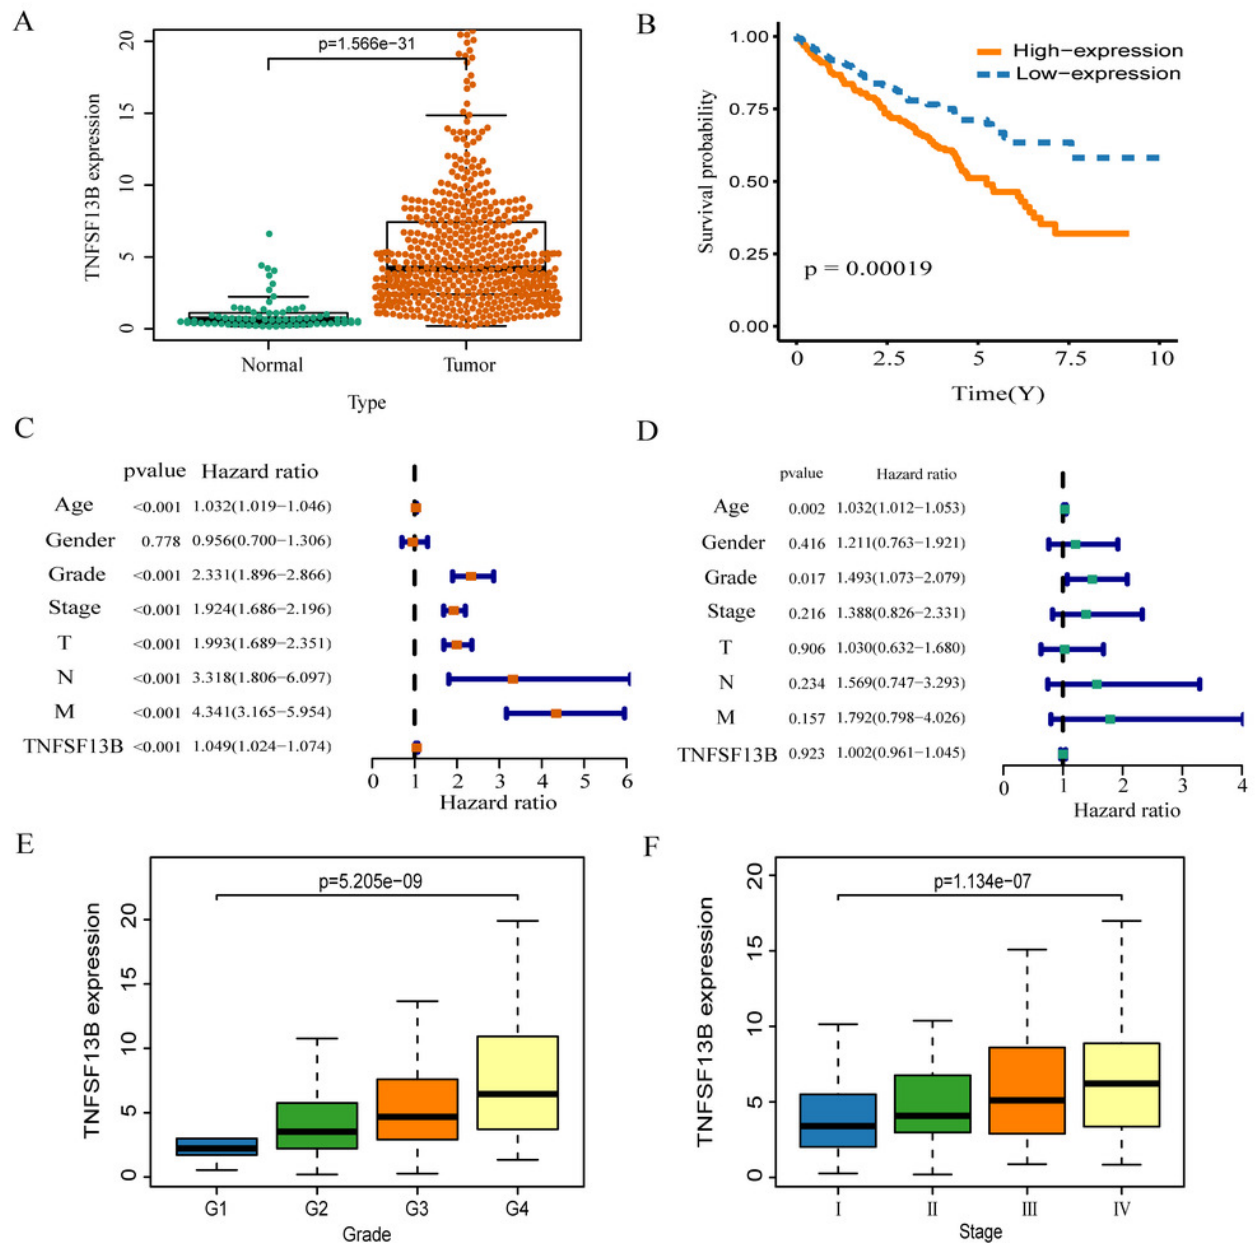 A
TNFSF13B expression
20
15
10
5
0
p=1.566e−31
Normal
Tumor
Type
B
Survival probability
1.00
0.75
0.50
0.25
0.00
High−expression
Low−expression
p = 0.00019
0
2.5
5
7.5
10
Time(Y)
C
pvalue Hazard ratio
Age <0.001 1.032(1.019−1.046)
Gender 0.778 0.956(0.700−1.306)
Grade <0.001 2.331(1.896−2.866)
Stage <0.001 1.924(1.686−2.196)
T <0.001 1.993(1.689−2.351)
N <0.001 3.318(1.806−6.097)
M <0.001 4.341(3.165−5.954)
TNFSF13B <0.001 1.049(1.024−1.074)
0 1 2 3 4 5 6
Hazard ratio
D
pvalue Hazard ratio
Age 0.002 1.032(1.012−1.053)
Gender 0.416 1.211(0.763−1.921)
Grade 0.017 1.493(1.073−2.079)
Stage 0.216 1.388(0.826−2.331)
T 0.906 1.030(0.632−1.680)
N 0.234 1.569(0.747−3.293)
M 0.157 1.792(0.798−4.026)
TNFSF13B 0.923 1.002(0.961−1.045)
0 1 2 3 4
Hazard ratio
E
TNFSF13B expression
20
15
10
5
0
p=5.205e−09
G1 G2 G3 G4
Grade
F
TNFSF13B expression
20
15
10
5
0
p=1.134e−07
I II III IV
Stage